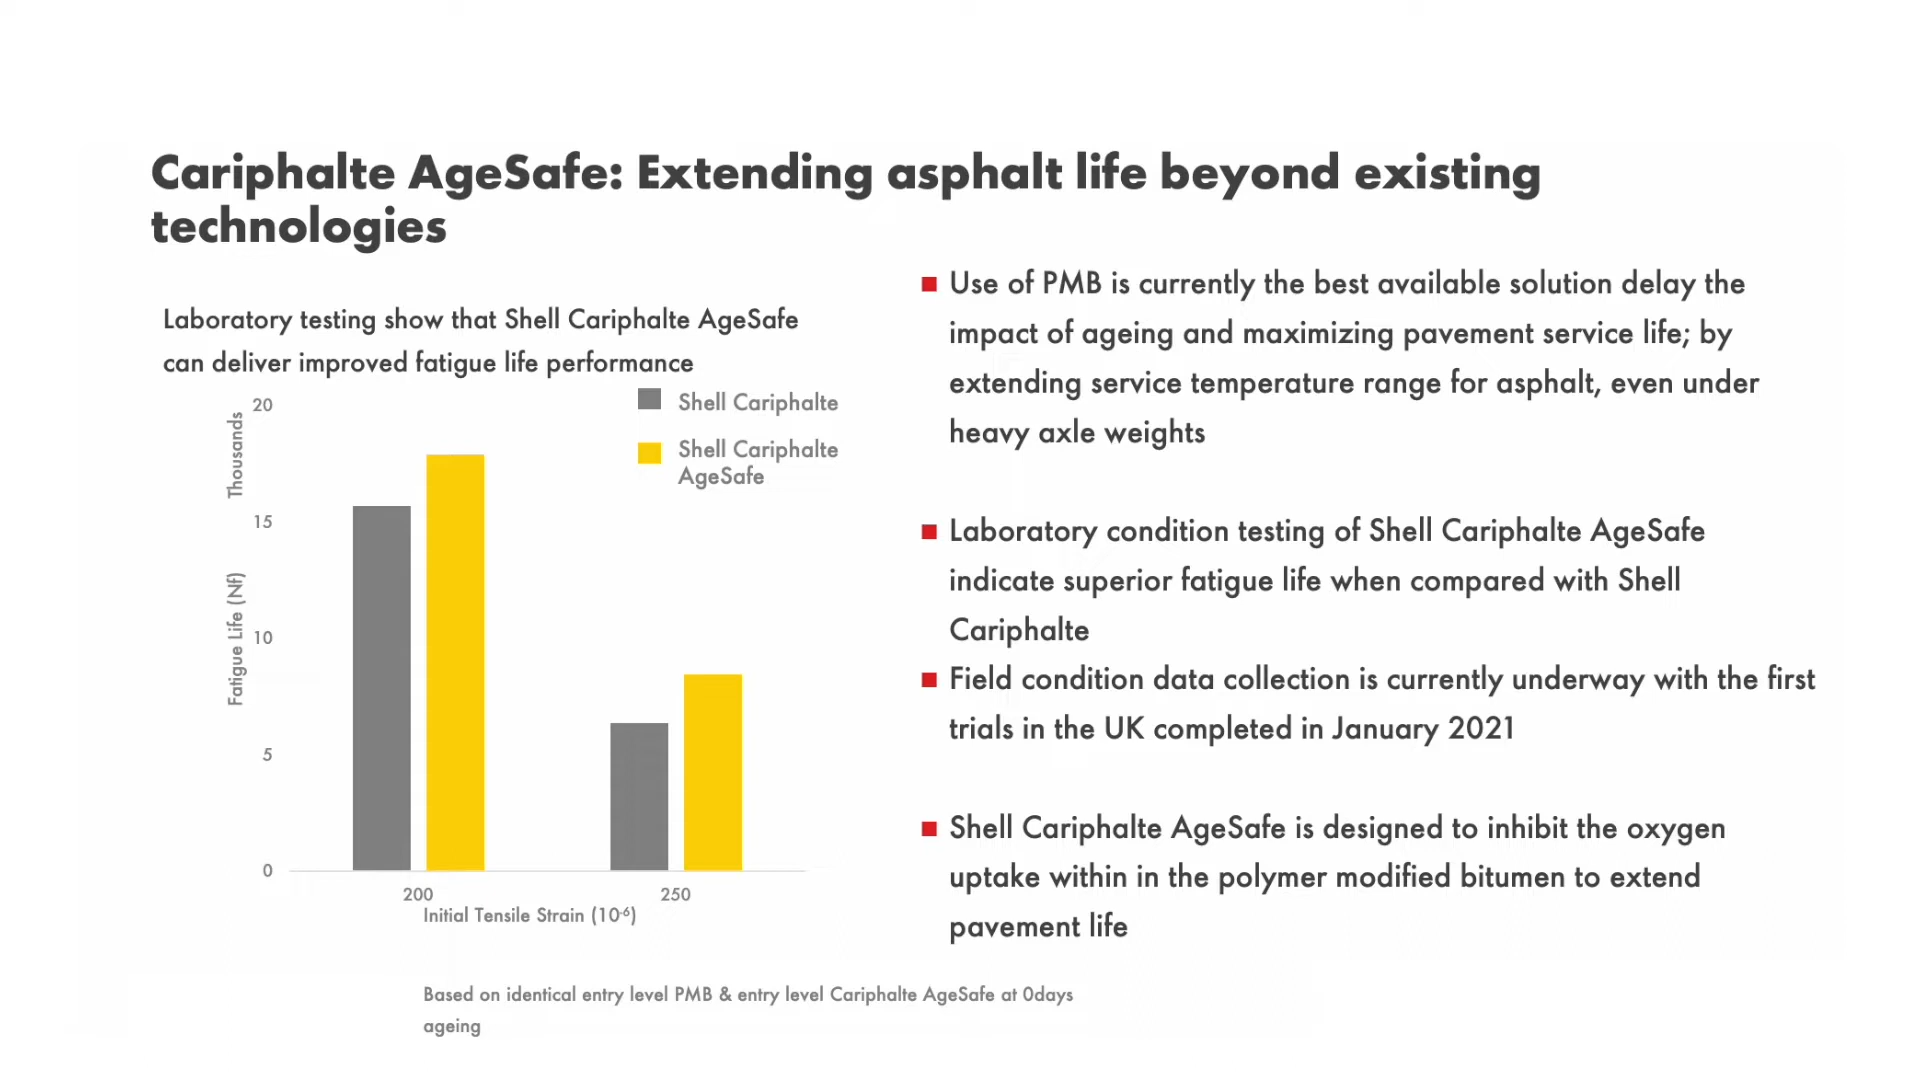 Cariphalte AgeSafe: Extending asphalt life beyond existing
technologies
Laboratory testing show that Shell Cariphalte AgeSafe
can deliver improved fatigue life performance
Shell Cariphalte
Shell Cariphalte
AgeSafe
Thousands
Fatigue Life (Nf)
20
15
10
5
0
200
250
Initial Tensile Strain (10⁻⁶)
Based on identical entry level PMB & entry level Cariphalte AgeSafe at 0days
ageing
Use of PMB is currently the best available solution delay the
impact of ageing and maximizing pavement service life; by
extending service temperature range for asphalt, even under
heavy axle weights
Laboratory condition testing of Shell Cariphalte AgeSafe
indicate superior fatigue life when compared with Shell
Cariphalte
Field condition data collection is currently underway with the first
trials in the UK completed in January 2021
Shell Cariphalte AgeSafe is designed to inhibit the oxygen
uptake within in the polymer modified bitumen to extend
pavement life